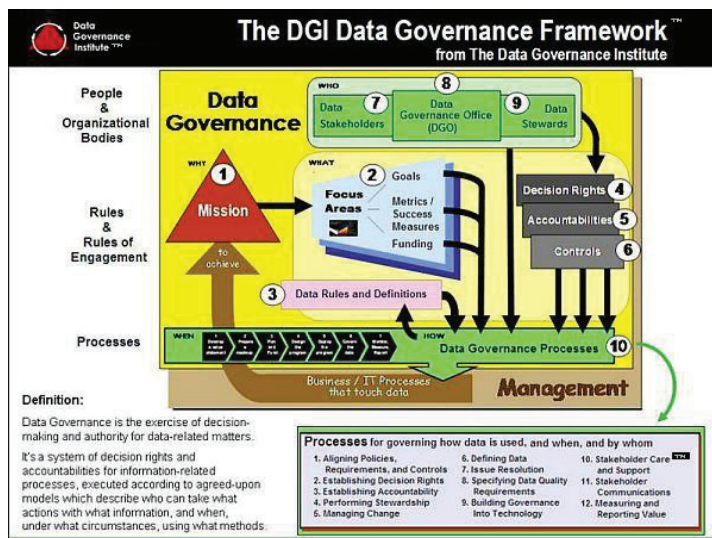 Data
Governance
Institute ™
The DGI Data Governance Framework™
from The Data Governance Institute
People
&
Organizational
Bodies
Rules
&
Rules of
Engagement
Processes
Data
Governance
WHO
7
8
9
Data
Stakeholders
Data
Governance Office
(DGO)
Data
Stewards
WHY
1
Mission
to
achieve
WHAT
2
Focus
Areas
Goals
Metrics /
Success
Measures
Funding
3
Data Rules and Definitions
Decision Rights
4
Accountabilities
5
Controls
6
WHEN
HOW
Data Governance Processes
10
Business / IT Processes
that touch data
Management
Definition:
Data Governance is the exercise of decision-
making and authority for data-related matters.
It's a system of decision rights and
accountabilities for information-related
processes, executed according to agreed-upon
models which describe who can take what
actions with what information, and when,
under what circumstances, using what methods.
Processes for governing how data is used, and when, and by whom
1. Aligning Policies,
Requirements, and Controls
2. Establishing Decision Rights
3. Establishing Accountability
4. Performing Stewardship
5. Managing Change
6. Defining Data
7. Issue Resolution
8. Specifying Data Quality
Requirements
9. Building Governance
Into Technology
10. Stakeholder Care
and Support
11. Stakeholder
Communications
12. Measuring and
Reporting Value